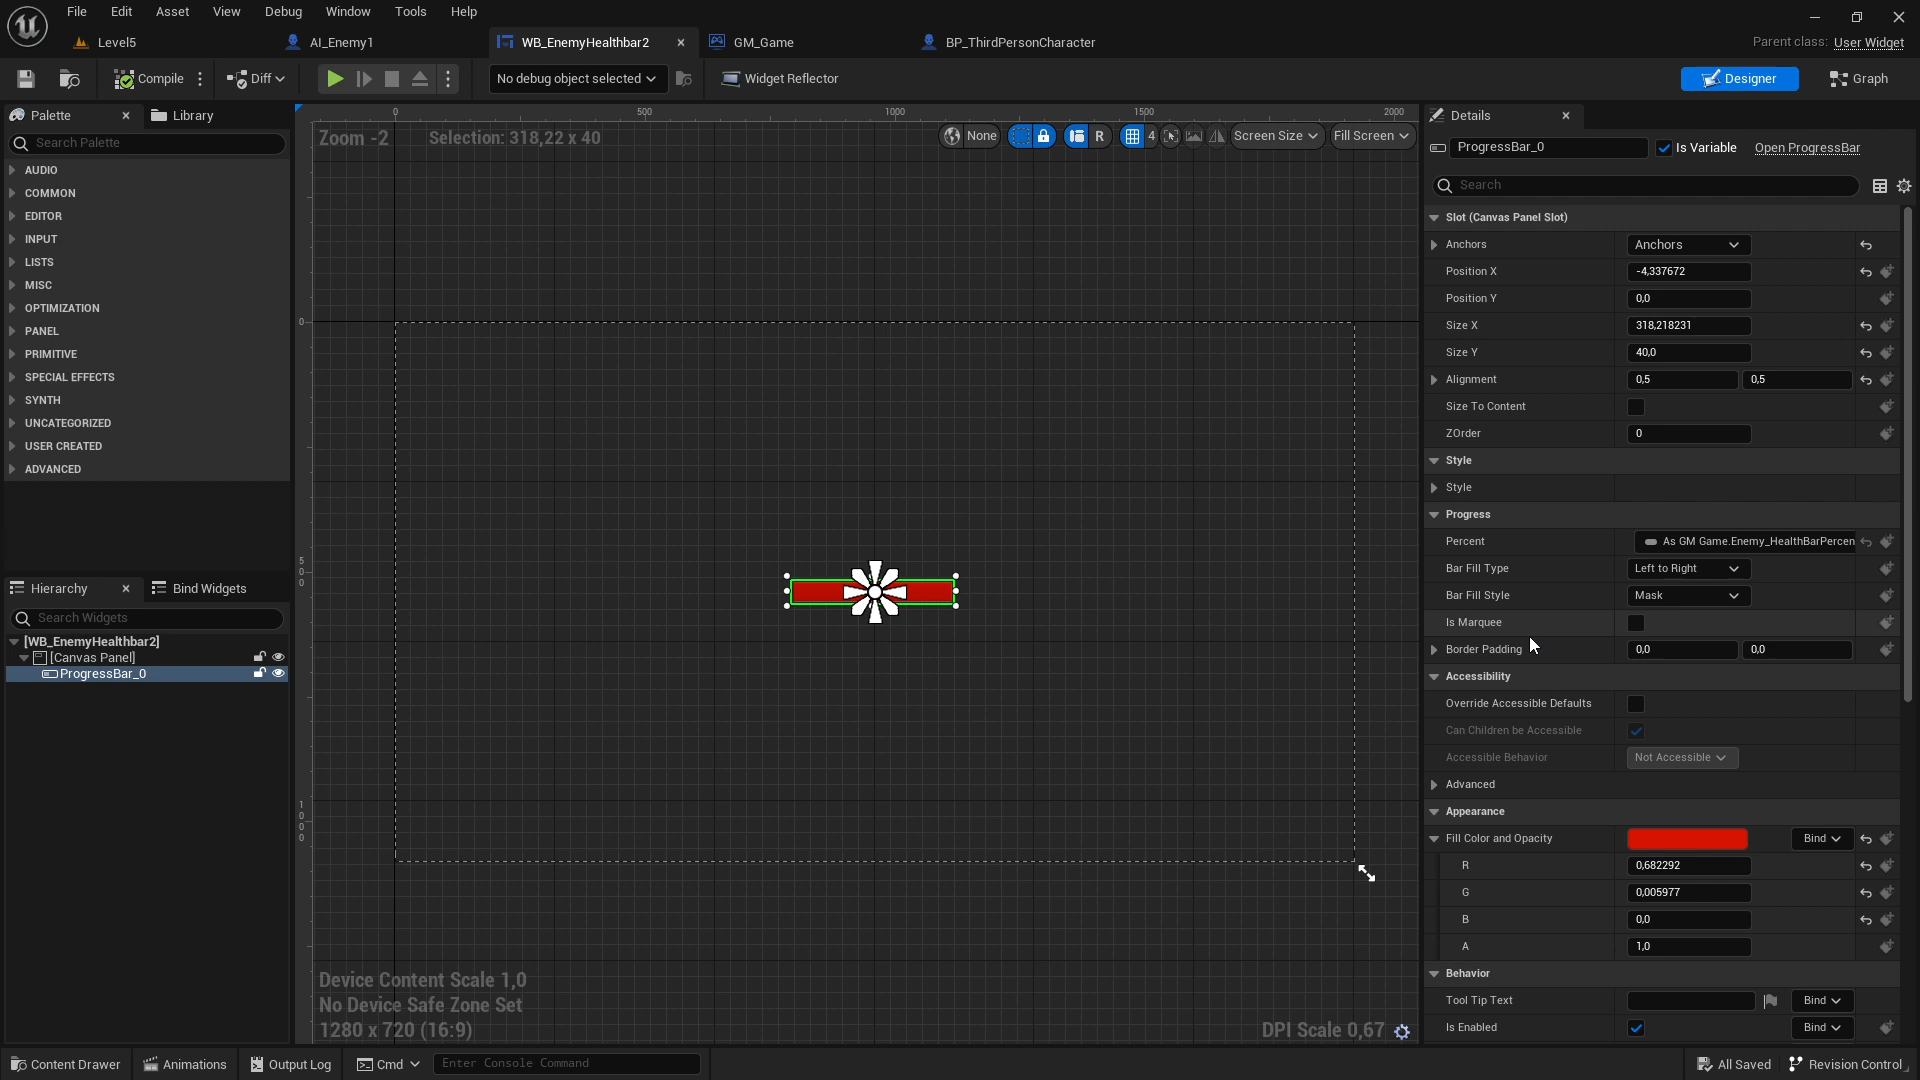 File Edit Asset View Debug Window Tools Help
Level5 AI_Enemy1 WB_EnemyHealthbar2 GM_Game BP_ThirdPersonCharacter Parent class: User Widget
Compile Diff No debug object selected Widget Reflector Designer Graph
Palette Library
Search Palette
AUDIO
COMMON
EDITOR
INPUT
LISTS
MISC
OPTIMIZATION
PANEL
PRIMITIVE
SPECIAL EFFECTS
SYNTH
UNCATEGORIZED
USER CREATED
ADVANCED
Hierarchy Bind Widgets
Search Widgets
[WB_EnemyHealthbar2]
[Canvas Panel]
ProgressBar_0
0 500 1000 1500 2000
Zoom -2 Selection: 318,22 x 40 None R 4 Screen Size Fill Screen
0
5
0
0
1
0
0
0
Device Content Scale 1,0
No Device Safe Zone Set
1280 x 720 (16:9) DPI Scale 0,67
Details
ProgressBar_0 Is Variable Open ProgressBar
Search
Slot (Canvas Panel Slot)
Anchors Anchors
Position X -4,337672
Position Y 0,0
Size X 318,218231
Size Y 40,0
Alignment 0,5 0,5
Size To Content
ZOrder 0
Style
Style
Progress
Percent As GM Game.Enemy_HealthBarPercen
Bar Fill Type Left to Right
Bar Fill Style Mask
Is Marquee
Border Padding 0,0 0,0
Accessibility
Override Accessible Defaults
Can Children be Accessible
Accessible Behavior Not Accessible
Advanced
Appearance
Fill Color and Opacity Bind
R 0,682292
G 0,005977
B 0,0
A 1,0
Behavior
Tool Tip Text Bind
Is Enabled Bind
Content Drawer Animations Output Log Cmd Enter Console Command All Saved Revision Control